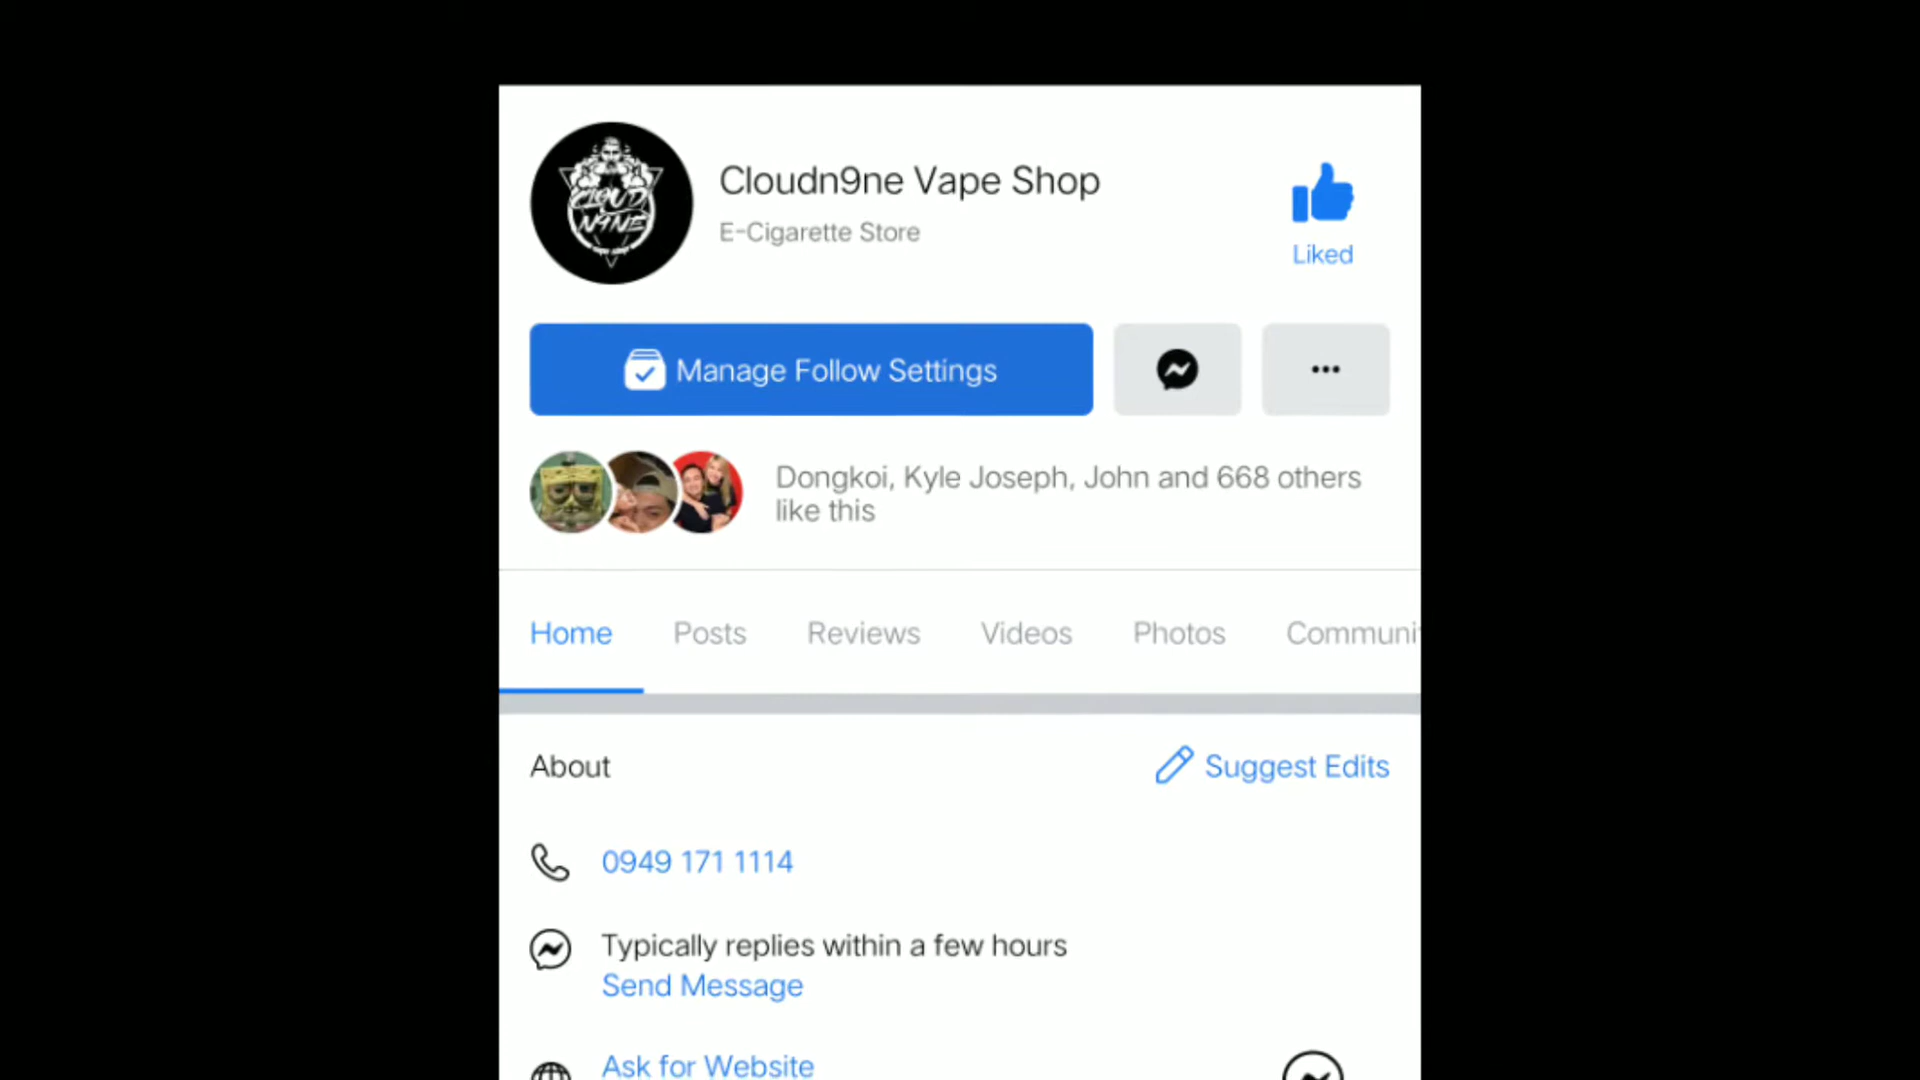 CLOUD
N9NE
Cloudn9ne Vape Shop
E-Cigarette Store
Liked
Manage Follow Settings
Dongkoi, Kyle Joseph, John and 668 others
like this
Home Posts Reviews Videos Photos Communi
About
Suggest Edits
0949 171 1114
Typically replies within a few hours
Send Message
Ask for Website